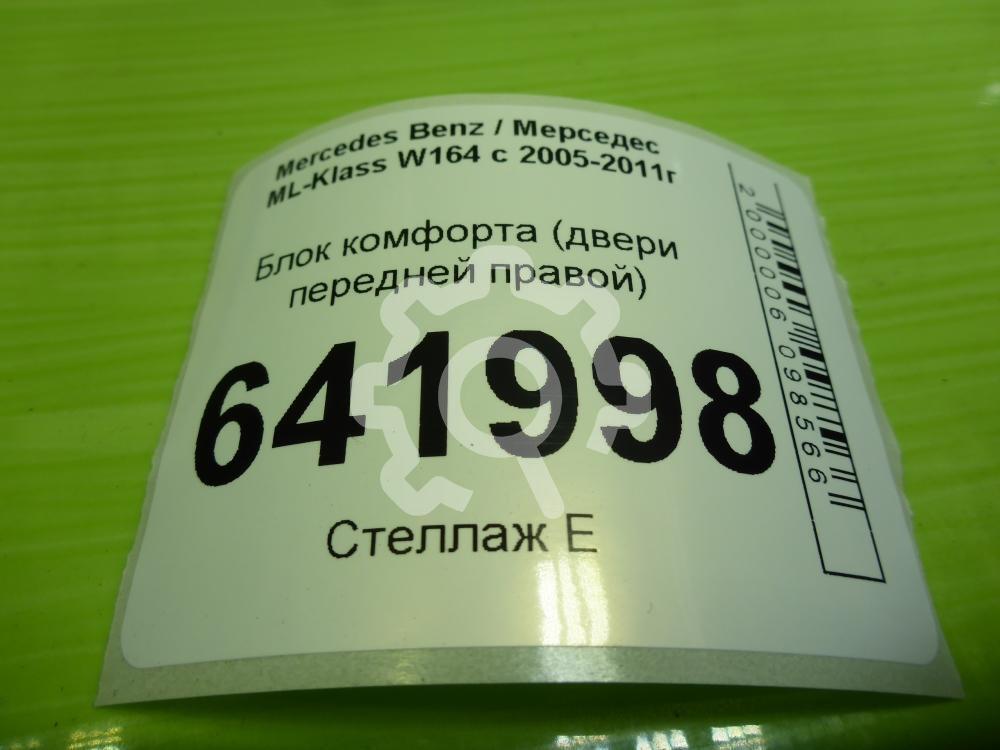 Mercedes Benz / Мерседес
ML-Klass W164 с 2005-2011г
Блок комфорта (двери
передней правой)
641998
Стеллаж Е
2000006098566